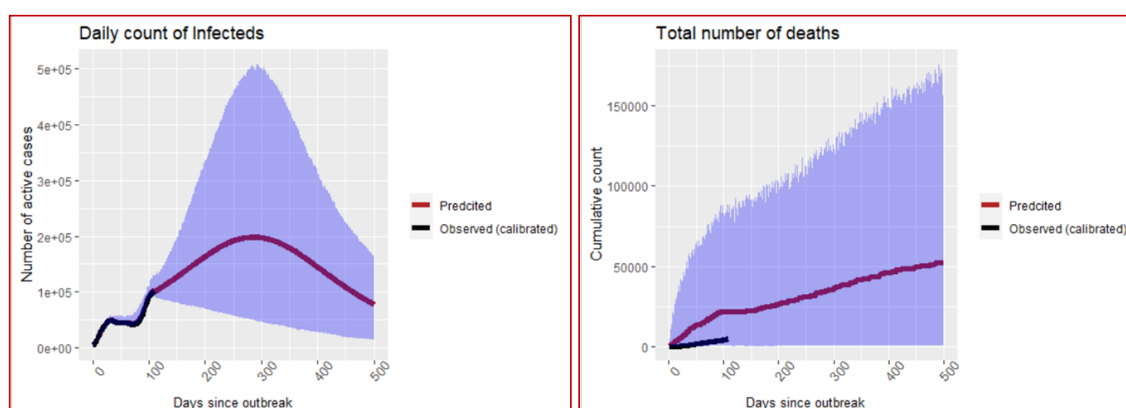 Daily count of Infecteds
Number of active cases
5e+05
4e+05
3e+05
2e+05
1e+05
0e+00
0 100 200 300 400 500
Days since outbreak
Predcited
Observed (calibrated)
Total number of deaths
Cumulative count
150000
100000
50000
0
0 100 200 300 400 500
Days since outbreak
Predcited
Observed (calibrated)